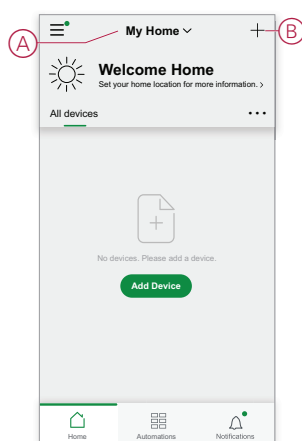 A
My Home
B
Welcome Home
Set your home location for more information. >
All devices
No devices. Please add a device.
Add Device
Home Automations Notifications